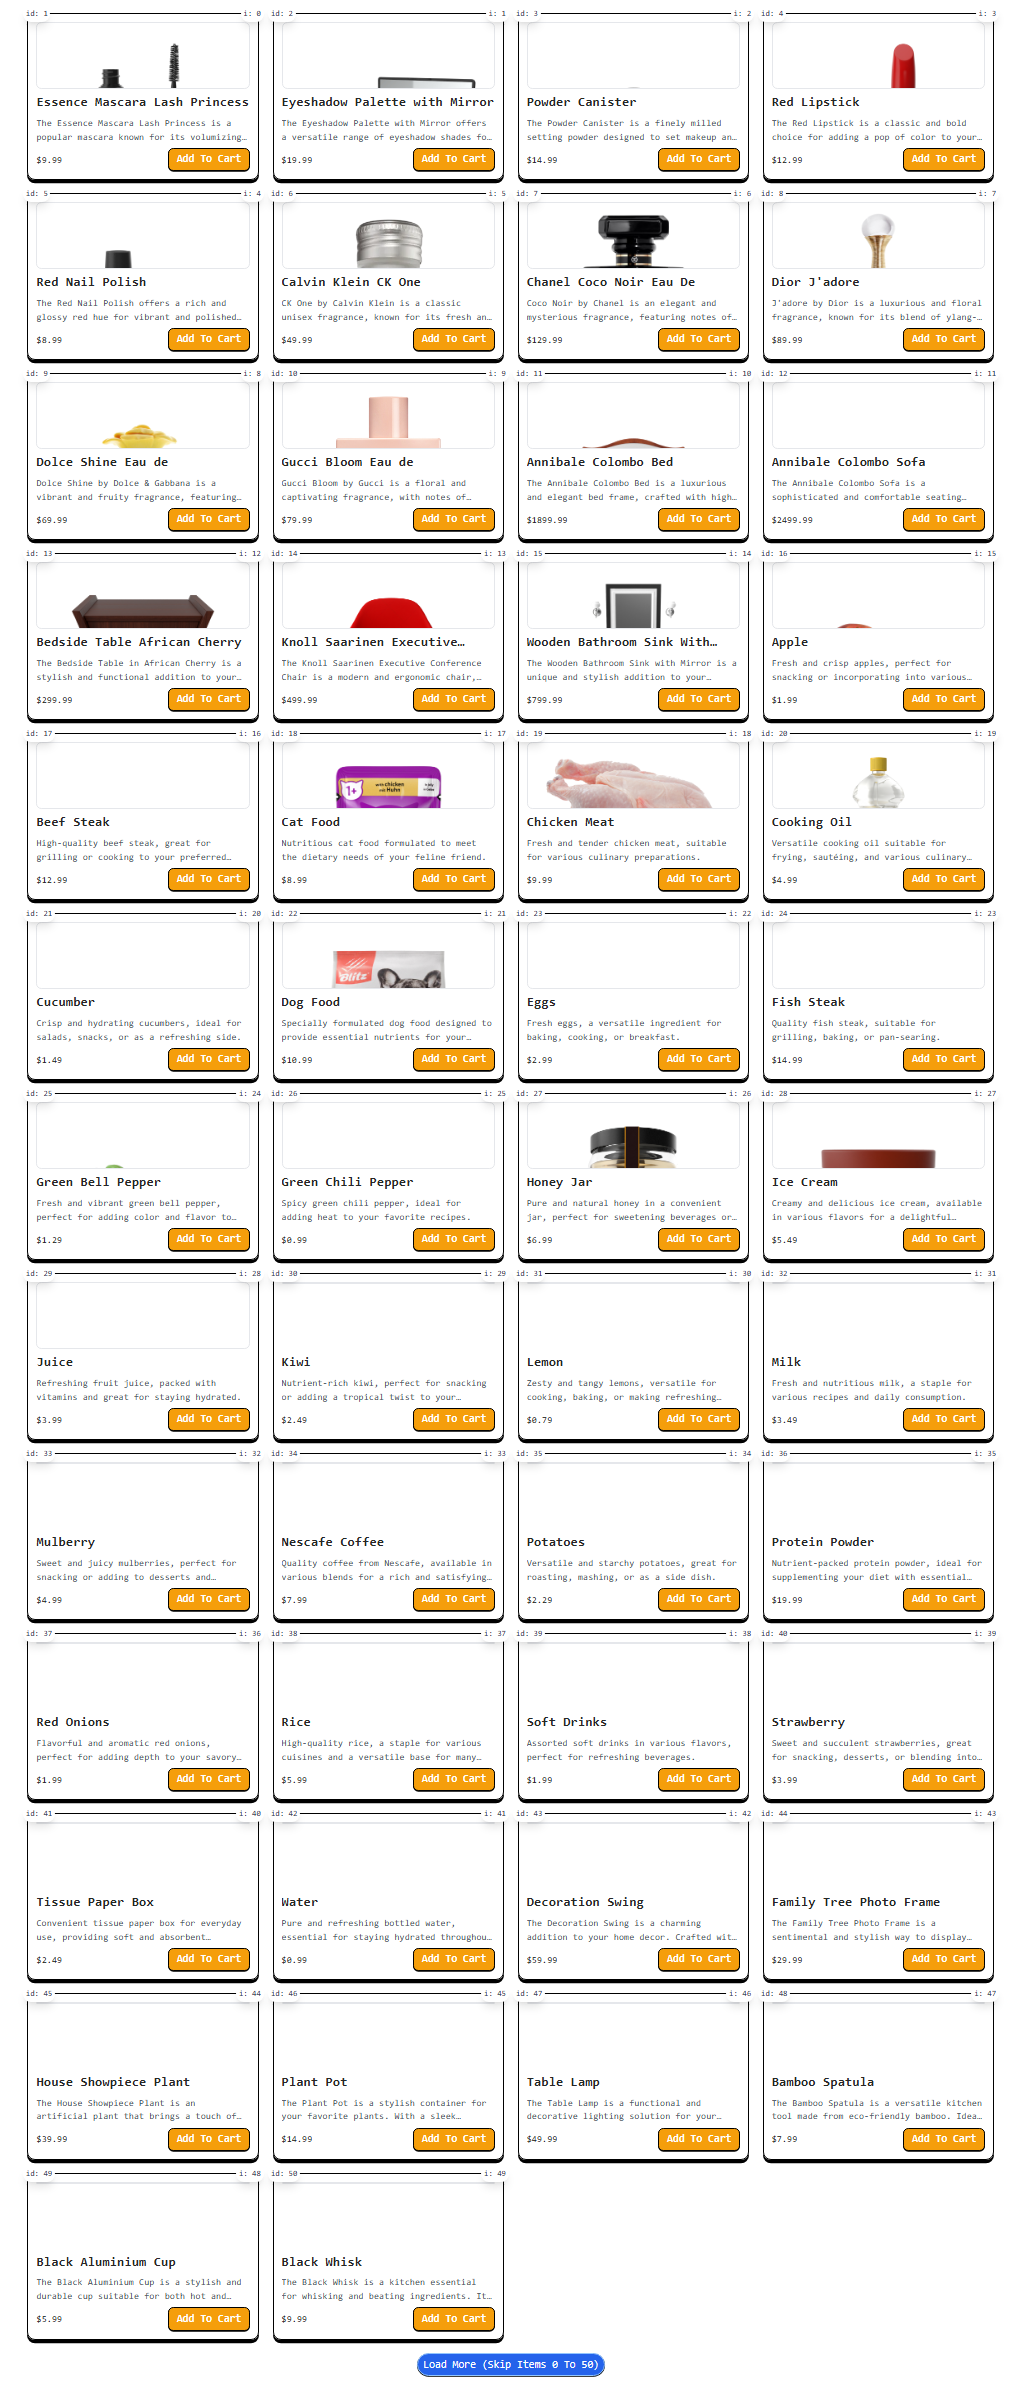 id: 1 i: 0 id: 2 i: 1 id: 3 i: 2 id: 4 i: 3
Essence Mascara Lash Princess
The Essence Mascara Lash Princess is a
popular mascara known for its volumizing…
$9.99 Add To Cart
Eyeshadow Palette with Mirror
The Eyeshadow Palette with Mirror offers
a versatile range of eyeshadow shades fo…
$19.99 Add To Cart
Powder Canister
The Powder Canister is a finely milled
setting powder designed to set makeup an…
$14.99 Add To Cart
Red Lipstick
The Red Lipstick is a classic and bold
choice for adding a pop of color to your…
$12.99 Add To Cart
id: 5 i: 4 id: 6 i: 5 id: 7 i: 6 id: 8 i: 7
Red Nail Polish
The Red Nail Polish offers a rich and
glossy red hue for vibrant and polished…
$8.99 Add To Cart
Calvin Klein CK One
CK One by Calvin Klein is a classic
unisex fragrance, known for its fresh an…
$49.99 Add To Cart
Chanel Coco Noir Eau De
Coco Noir by Chanel is an elegant and
mysterious fragrance, featuring notes of…
$129.99 Add To Cart
Dior J'adore
J'adore by Dior is a luxurious and floral
fragrance, known for its blend of ylang-…
$89.99 Add To Cart
id: 9 i: 8 id: 10 i: 9 id: 11 i: 10 id: 12 i: 11
Dolce Shine Eau de
Dolce Shine by Dolce & Gabbana is a
vibrant and fruity fragrance, featuring…
$69.99 Add To Cart
Gucci Bloom Eau de
Gucci Bloom by Gucci is a floral and
captivating fragrance, with notes of…
$79.99 Add To Cart
Annibale Colombo Bed
The Annibale Colombo Bed is a luxurious
and elegant bed frame, crafted with high…
$1899.99 Add To Cart
Annibale Colombo Sofa
The Annibale Colombo Sofa is a
sophisticated and comfortable seating…
$2499.99 Add To Cart
id: 13 i: 12 id: 14 i: 13 id: 15 i: 14 id: 16 i: 15
Bedside Table African Cherry
The Bedside Table in African Cherry is a
stylish and functional addition to your…
$299.99 Add To Cart
Knoll Saarinen Executive…
The Knoll Saarinen Executive Conference
Chair is a modern and ergonomic chair,…
$499.99 Add To Cart
Wooden Bathroom Sink With…
The Wooden Bathroom Sink with Mirror is a
unique and stylish addition to your…
$799.99 Add To Cart
Apple
Fresh and crisp apples, perfect for
snacking or incorporating into various…
$1.99 Add To Cart
id: 17 i: 16 id: 18 i: 17 id: 19 i: 18 id: 20 i: 19
Beef Steak
High-quality beef steak, great for
grilling or cooking to your preferred…
$12.99 Add To Cart
1+
with chicken
Huhn
Cat Food
Nutritious cat food formulated to meet
the dietary needs of your feline friend.
$8.99 Add To Cart
Chicken Meat
Fresh and tender chicken meat, suitable
for various culinary preparations.
$9.99 Add To Cart
Cooking Oil
Versatile cooking oil suitable for
frying, sautéing, and various culinary…
$4.99 Add To Cart
id: 21 i: 20 id: 22 i: 21 id: 23 i: 22 id: 24 i: 23
Cucumber
Crisp and hydrating cucumbers, ideal for
salads, snacks, or as a refreshing side.
$1.49 Add To Cart
Blitz
Dog Food
Specially formulated dog food designed to
provide essential nutrients for your…
$10.99 Add To Cart
Eggs
Fresh eggs, a versatile ingredient for
baking, cooking, or breakfast.
$2.99 Add To Cart
Fish Steak
Quality fish steak, suitable for
grilling, baking, or pan-searing.
$14.99 Add To Cart
id: 25 i: 24 id: 26 i: 25 id: 27 i: 26 id: 28 i: 27
Green Bell Pepper
Fresh and vibrant green bell pepper,
perfect for adding color and flavor to…
$1.29 Add To Cart
Green Chili Pepper
Spicy green chili pepper, ideal for
adding heat to your favorite recipes.
$0.99 Add To Cart
Honey Jar
Pure and natural honey in a convenient
jar, perfect for sweetening beverages or…
$6.99 Add To Cart
Ice Cream
Creamy and delicious ice cream, available
in various flavors for a delightful…
$5.49 Add To Cart
id: 29 i: 28 id: 30 i: 29 id: 31 i: 30 id: 32 i: 31
Juice
Refreshing fruit juice, packed with
vitamins and great for staying hydrated.
$3.99 Add To Cart
Kiwi
Nutrient-rich kiwi, perfect for snacking
or adding a tropical twist to your…
$2.49 Add To Cart
Lemon
Zesty and tangy lemons, versatile for
cooking, baking, or making refreshing…
$0.79 Add To Cart
Milk
Fresh and nutritious milk, a staple for
various recipes and daily consumption.
$3.49 Add To Cart
id: 33 i: 32 id: 34 i: 33 id: 35 i: 34 id: 36 i: 35
Mulberry
Sweet and juicy mulberries, perfect for
snacking or adding to desserts and…
$4.99 Add To Cart
Nescafe Coffee
Quality coffee from Nescafe, available in
various blends for a rich and satisfying…
$7.99 Add To Cart
Potatoes
Versatile and starchy potatoes, great for
roasting, mashing, or as a side dish.
$2.29 Add To Cart
Protein Powder
Nutrient-packed protein powder, ideal for
supplementing your diet with essential…
$19.99 Add To Cart
id: 37 i: 36 id: 38 i: 37 id: 39 i: 38 id: 40 i: 39
Red Onions
Flavorful and aromatic red onions,
perfect for adding depth to your savory…
$1.99 Add To Cart
Rice
High-quality rice, a staple for various
cuisines and a versatile base for many…
$5.99 Add To Cart
Soft Drinks
Assorted soft drinks in various flavors,
perfect for refreshing beverages.
$1.99 Add To Cart
Strawberry
Sweet and succulent strawberries, great
for snacking, desserts, or blending into…
$3.99 Add To Cart
id: 41 i: 40 id: 42 i: 41 id: 43 i: 42 id: 44 i: 43
Tissue Paper Box
Convenient tissue paper box for everyday
use, providing soft and absorbent…
$2.49 Add To Cart
Water
Pure and refreshing bottled water,
essential for staying hydrated throughou…
$0.99 Add To Cart
Decoration Swing
The Decoration Swing is a charming
addition to your home decor. Crafted wit…
$59.99 Add To Cart
Family Tree Photo Frame
The Family Tree Photo Frame is a
sentimental and stylish way to display…
$29.99 Add To Cart
id: 45 i: 44 id: 46 i: 45 id: 47 i: 46 id: 48 i: 47
House Showpiece Plant
The House Showpiece Plant is an
artificial plant that brings a touch of…
$39.99 Add To Cart
Plant Pot
The Plant Pot is a stylish container for
your favorite plants. With a sleek…
$14.99 Add To Cart
Table Lamp
The Table Lamp is a functional and
decorative lighting solution for your…
$49.99 Add To Cart
Bamboo Spatula
The Bamboo Spatula is a versatile kitchen
tool made from eco-friendly bamboo. Idea…
$7.99 Add To Cart
id: 49 i: 48 id: 50 i: 49
Black Aluminium Cup
The Black Aluminium Cup is a stylish and
durable cup suitable for both hot and…
$5.99 Add To Cart
Black Whisk
The Black Whisk is a kitchen essential
for whisking and beating ingredients. It…
$9.99 Add To Cart
Load More (Skip Items 0 To 50)